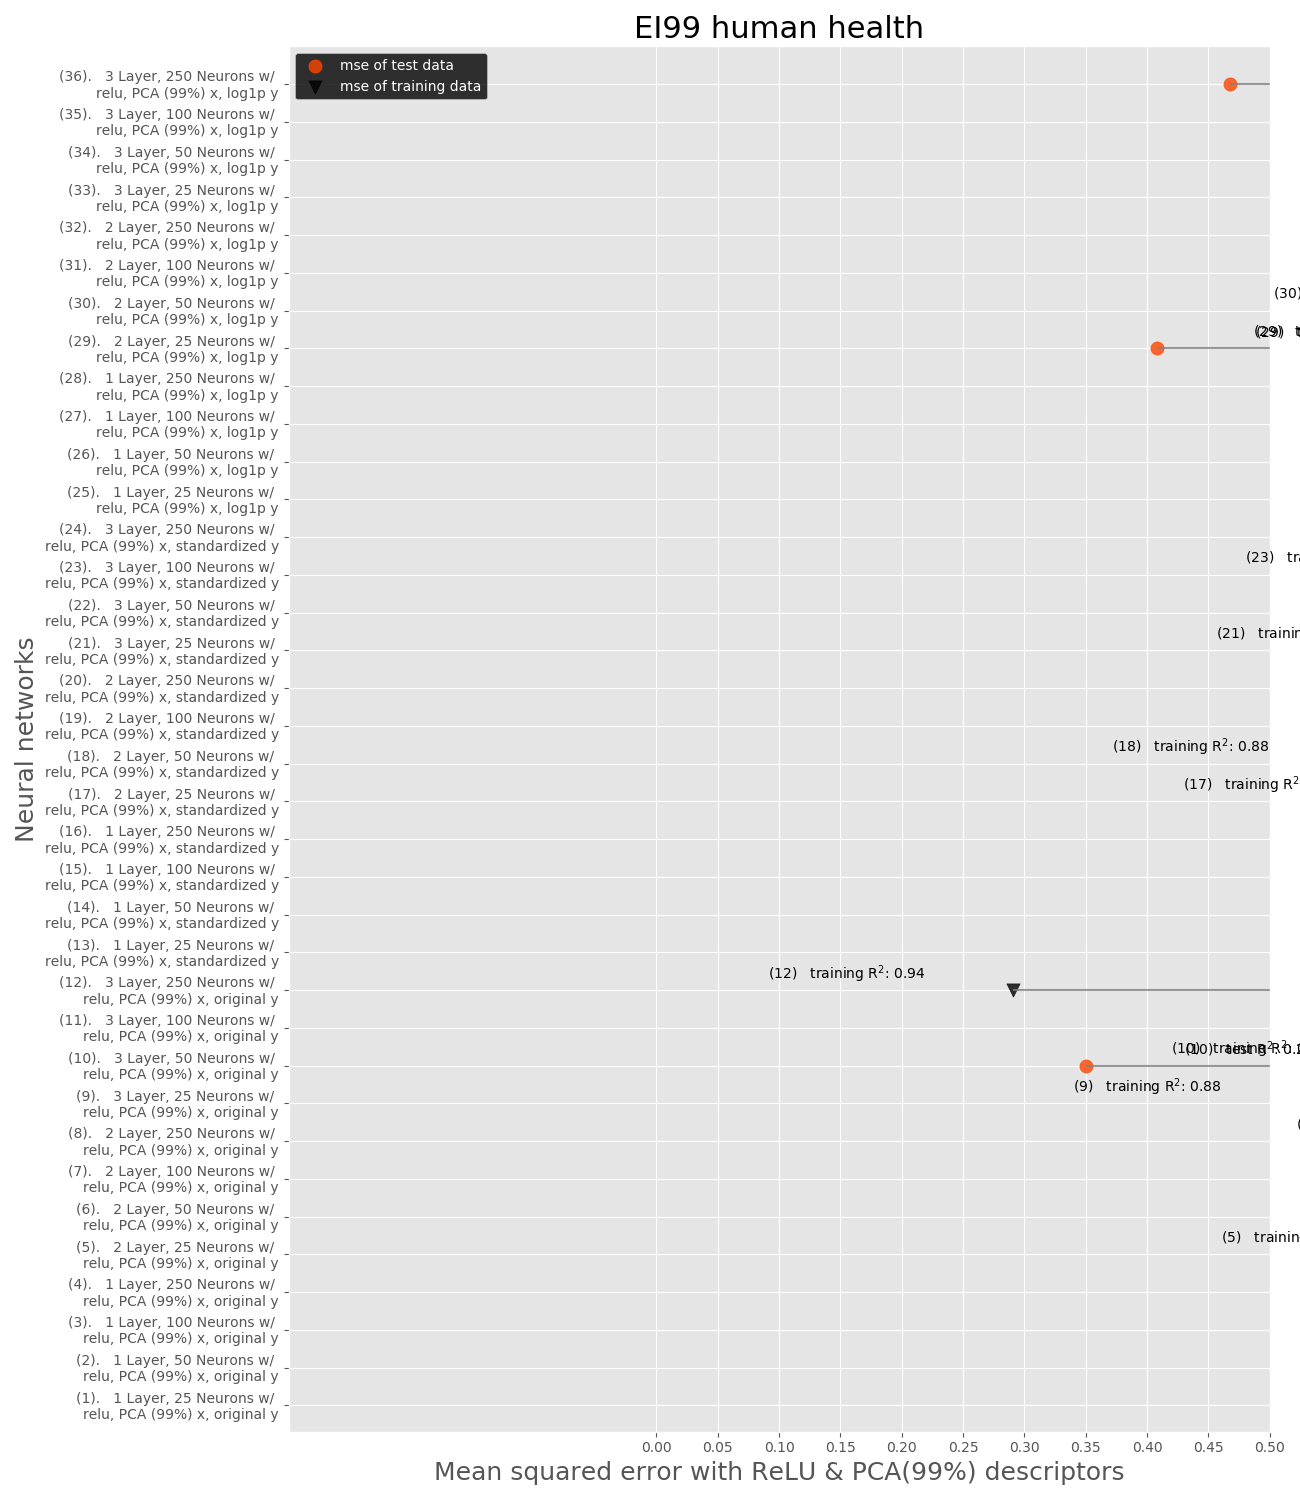 EI99 human health
mse of test data
mse of training data
(36).   3 Layer, 250 Neurons w/
relu, PCA (99%) x, log1p y
(35).   3 Layer, 100 Neurons w/
relu, PCA (99%) x, log1p y
(34).   3 Layer, 50 Neurons w/
relu, PCA (99%) x, log1p y
(33).   3 Layer, 25 Neurons w/
relu, PCA (99%) x, log1p y
(32).   2 Layer, 250 Neurons w/
relu, PCA (99%) x, log1p y
(31).   2 Layer, 100 Neurons w/
relu, PCA (99%) x, log1p y
(30)
(30).   2 Layer, 50 Neurons w/
relu, PCA (99%) x, log1p y
(29)
(29).   2 Layer, 25 Neurons w/
relu, PCA (99%) x, log1p y
(28).   1 Layer, 250 Neurons w/
relu, PCA (99%) x, log1p y
(27).   1 Layer, 100 Neurons w/
relu, PCA (99%) x, log1p y
(26).   1 Layer, 50 Neurons w/
relu, PCA (99%) x, log1p y
(25).   1 Layer, 25 Neurons w/
relu, PCA (99%) x, log1p y
(24).   3 Layer, 250 Neurons w/
relu, PCA (99%) x, standardized y
(23)   tra
(23).   3 Layer, 100 Neurons w/
relu, PCA (99%) x, standardized y
(22).   3 Layer, 50 Neurons w/
relu, PCA (99%) x, standardized y
(21)   training
(21).   3 Layer, 25 Neurons w/
relu, PCA (99%) x, standardized y
(20).   2 Layer, 250 Neurons w/
relu, PCA (99%) x, standardized y
(19).   2 Layer, 100 Neurons w/
relu, PCA (99%) x, standardized y
(18)   training R²: 0.88
(18).   2 Layer, 50 Neurons w/
relu, PCA (99%) x, standardized y
(17)   training R²
(17).   2 Layer, 25 Neurons w/
relu, PCA (99%) x, standardized y
(16).   1 Layer, 250 Neurons w/
relu, PCA (99%) x, standardized y
(15).   1 Layer, 100 Neurons w/
relu, PCA (99%) x, standardized y
(14).   1 Layer, 50 Neurons w/
relu, PCA (99%) x, standardized y
(13).   1 Layer, 25 Neurons w/
relu, PCA (99%) x, standardized y
(12)   training R²: 0.94
(12).   3 Layer, 250 Neurons w/
relu, PCA (99%) x, original y
(11).   3 Layer, 100 Neurons w/
relu, PCA (99%) x, original y
(10)   training R²:
(10)   test R²: 0.
(10).   3 Layer, 50 Neurons w/
relu, PCA (99%) x, original y
(9)   training R²: 0.88
(9).   3 Layer, 25 Neurons w/
relu, PCA (99%) x, original y
(8).   2 Layer, 250 Neurons w/
relu, PCA (99%) x, original y
(7).   2 Layer, 100 Neurons w/
relu, PCA (99%) x, original y
(6).   2 Layer, 50 Neurons w/
relu, PCA (99%) x, original y
(5)   training
(5).   2 Layer, 25 Neurons w/
relu, PCA (99%) x, original y
(4).   1 Layer, 250 Neurons w/
relu, PCA (99%) x, original y
(3).   1 Layer, 100 Neurons w/
relu, PCA (99%) x, original y
(2).   1 Layer, 50 Neurons w/
relu, PCA (99%) x, original y
(1).   1 Layer, 25 Neurons w/
relu, PCA (99%) x, original y
Neural networks
0.00 0.05 0.10 0.15 0.20 0.25 0.30 0.35 0.40 0.45 0.50
Mean squared error with ReLU & PCA(99%) descriptors